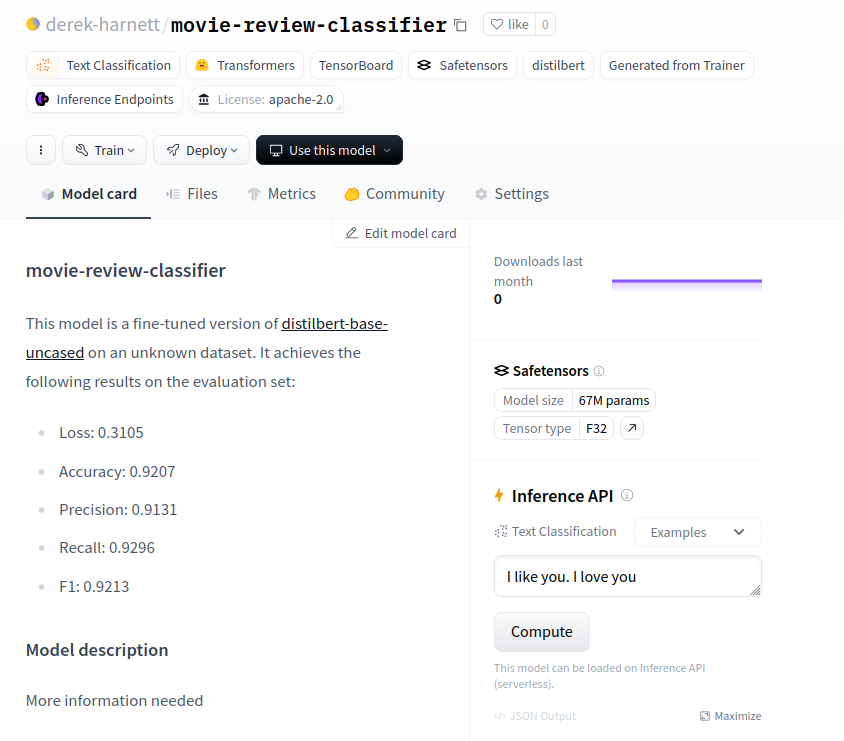 derek-harnett/movie-review-classifier like 0
Text Classification Transformers TensorBoard Safetensors distilbert Generated from Trainer
Inference Endpoints License: apache-2.0
Train Deploy Use this model
Model card Files Metrics Community Settings
Edit model card
movie-review-classifier
This model is a fine-tuned version of distilbert-base-
uncased on an unknown dataset. It achieves the
following results on the evaluation set:
Loss: 0.3105
Accuracy: 0.9207
Precision: 0.9131
Recall: 0.9296
F1: 0.9213
Model description
More information needed
Downloads last
month
0
Safetensors
Model size 67M params
Tensor type F32
Inference API
Text Classification Examples
I like you. I love you
Compute
This model can be loaded on Inference API
(serverless).
</> JSON Output Maximize